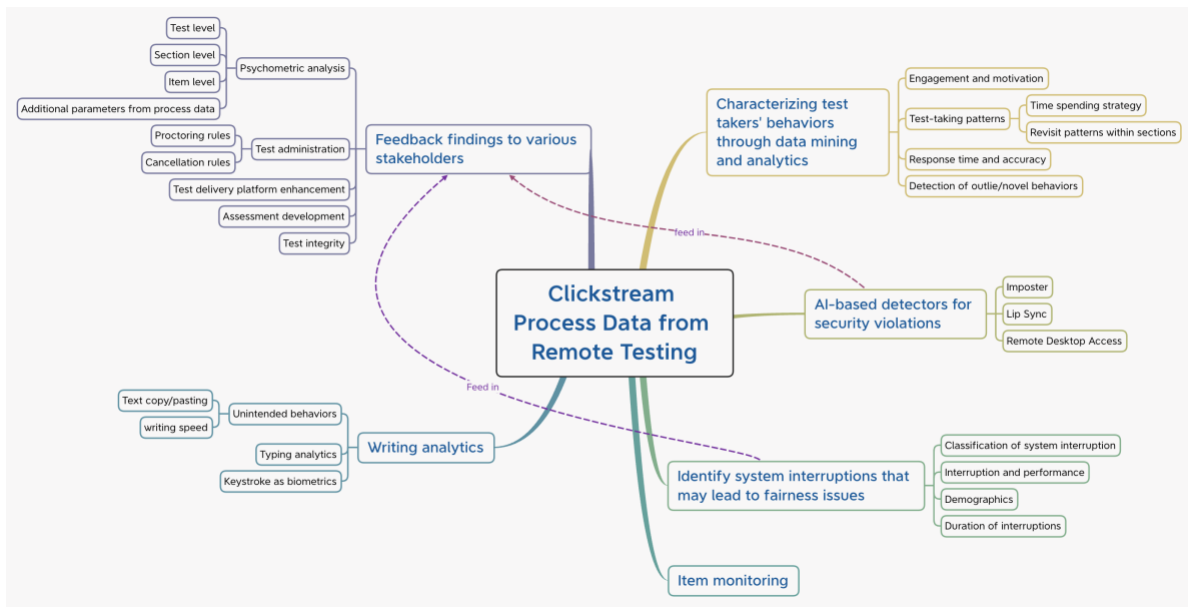 Clickstream
Process Data from
Remote Testing
Characterizing test
takers' behaviors
through data mining
and analytics
Engagement and motivation
Test-taking patterns
Time spending strategy
Revisit patterns within sections
Response time and accuracy
Detection of outlie/novel behaviors
AI-based detectors for
security violations
Imposter
Lip Sync
Remote Desktop Access
Identify system interruptions that
may lead to fairness issues
Classification of system interruption
Interruption and performance
Demographics
Duration of interruptions
Item monitoring
Writing analytics
Unintended behaviors
Text copy/pasting
writing speed
Typing analytics
Keystroke as biometrics
Feedback findings to various
stakeholders
Psychometric analysis
Test level
Section level
Item level
Additional parameters from process data
Test administration
Proctoring rules
Cancellation rules
Test delivery platform enhancement
Assessment development
Test integrity
feed in
Feed in